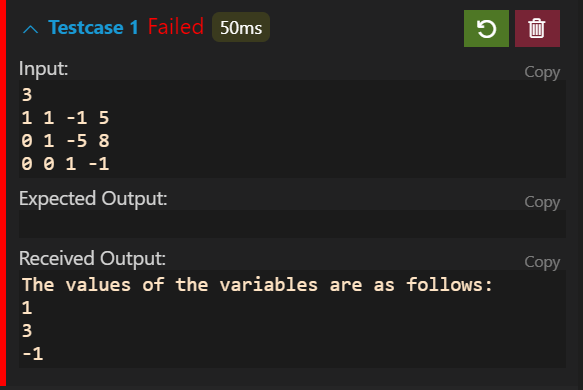 Testcase 1 Failed 50ms
Input:
Copy
3
1 1 -1 5
0 1 -5 8
0 0 1 -1
Expected Output:
Copy
Received Output:
Copy
The values of the variables are as follows:
1
3
-1